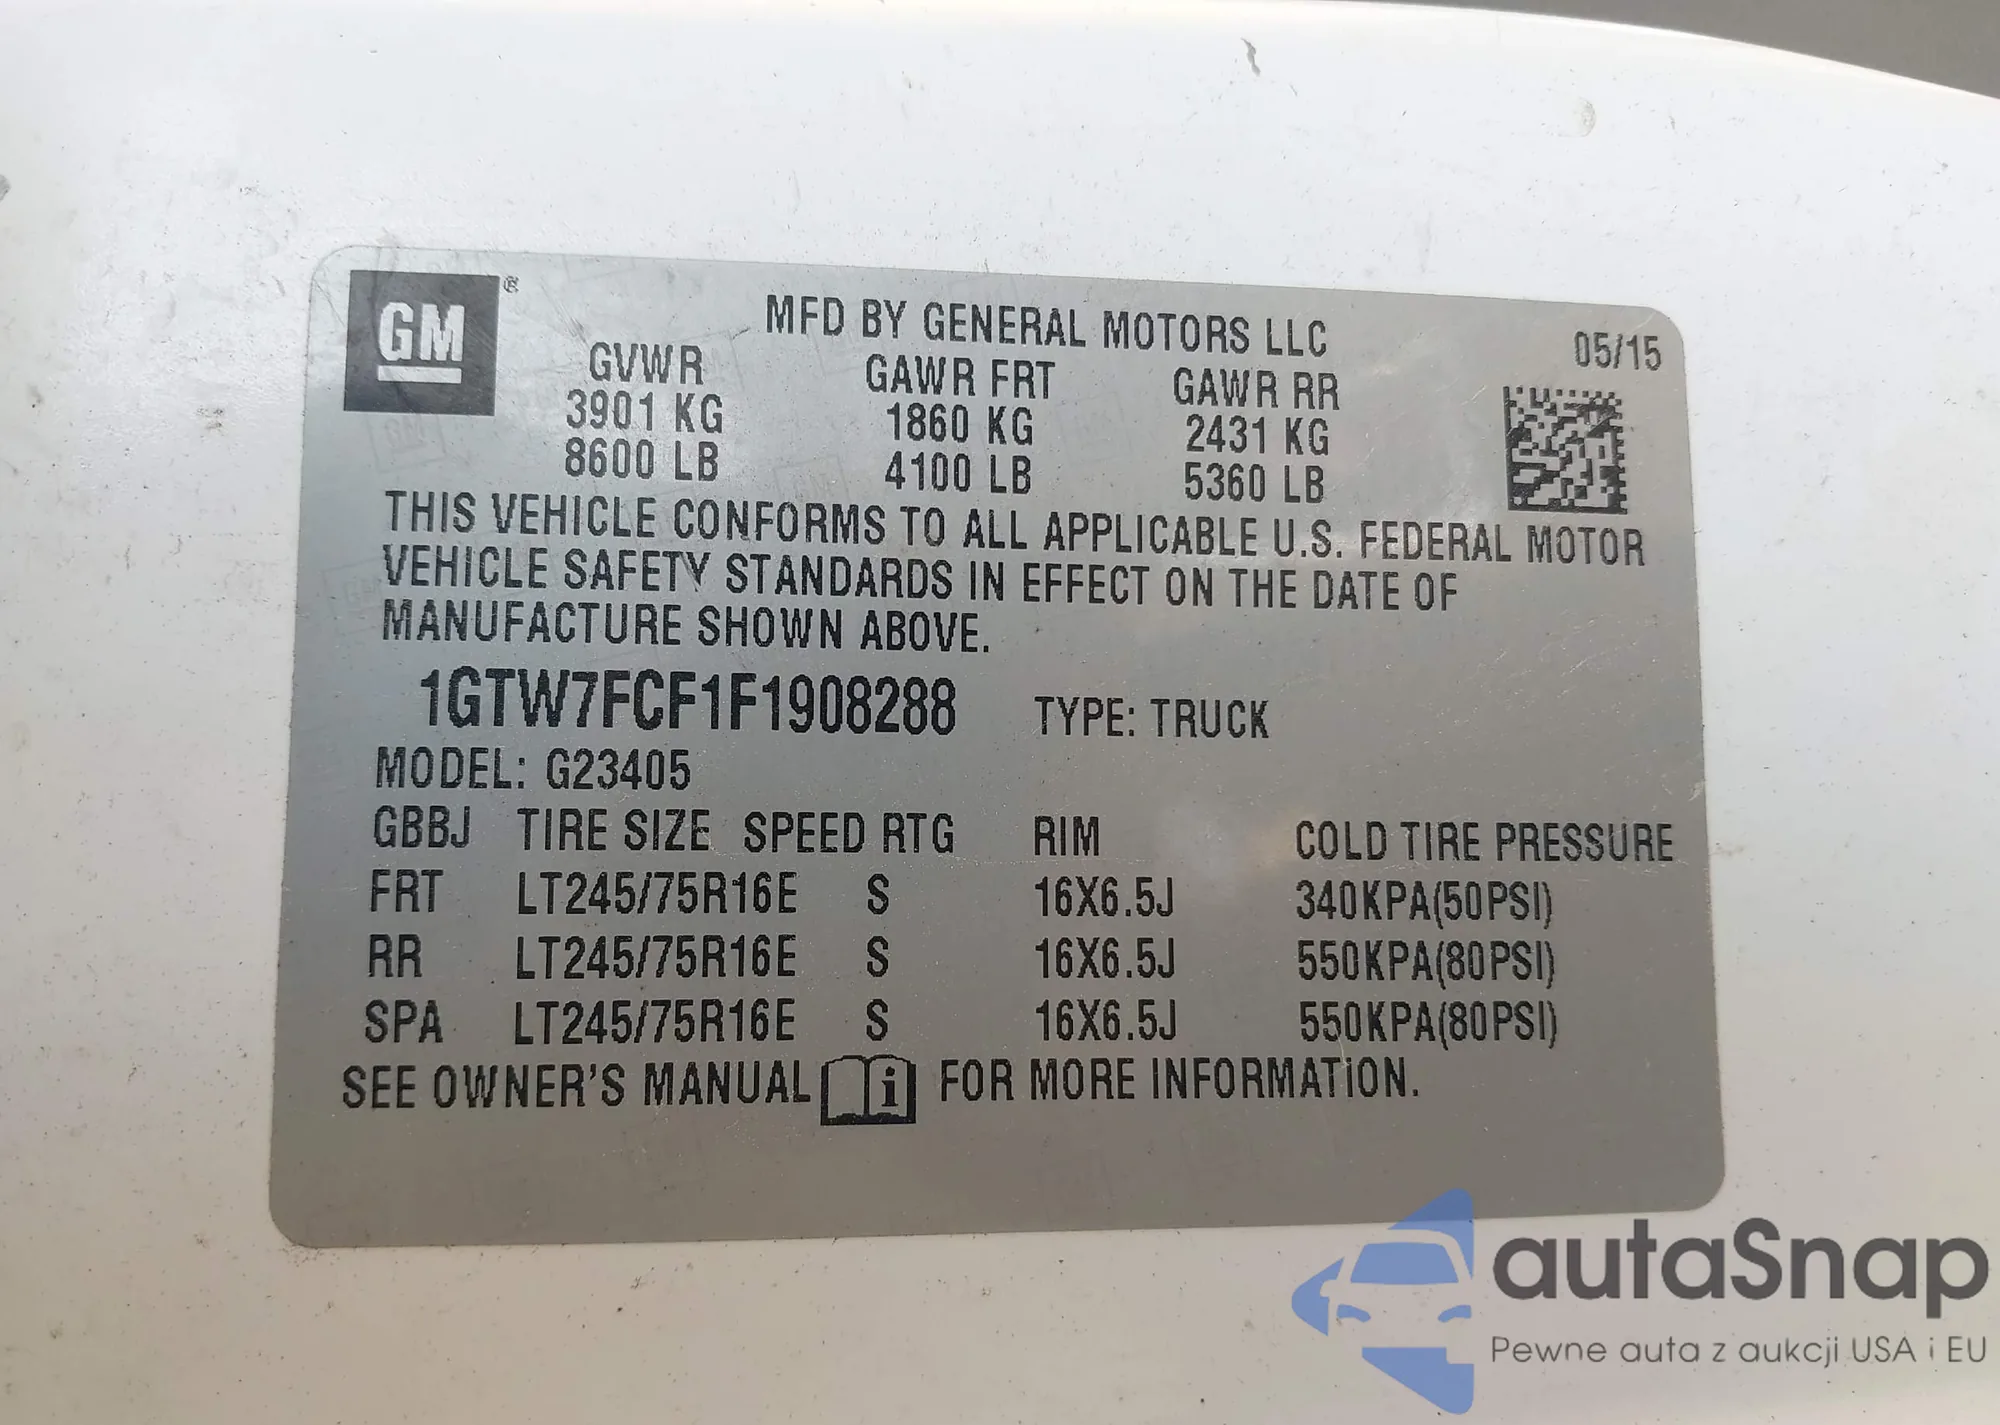 GM®
MFD BY GENERAL MOTORS LLC
05/15
GVWR GAWR FRT GAWR RR
3901 KG 1860 KG 2431 KG
8600 LB 4100 LB 5360 LB
THIS VEHICLE CONFORMS TO ALL APPLICABLE U.S. FEDERAL MOTOR
VEHICLE SAFETY STANDARDS IN EFFECT ON THE DATE OF
MANUFACTURE SHOWN ABOVE.
1GTW7FCF1F1908288 TYPE: TRUCK
MODEL: G23405
GBBJ TIRE SIZE SPEED RTG RIM COLD TIRE PRESSURE
FRT LT245/75R16E S 16X6.5J 340KPA(50PSI)
RR LT245/75R16E S 16X6.5J 550KPA(80PSI)
SPA LT245/75R16E S 16X6.5J 550KPA(80PSI)
SEE OWNER'S MANUAL i FOR MORE INFORMATION.
autaSnap
Pewne auta z aukcji USA i EU